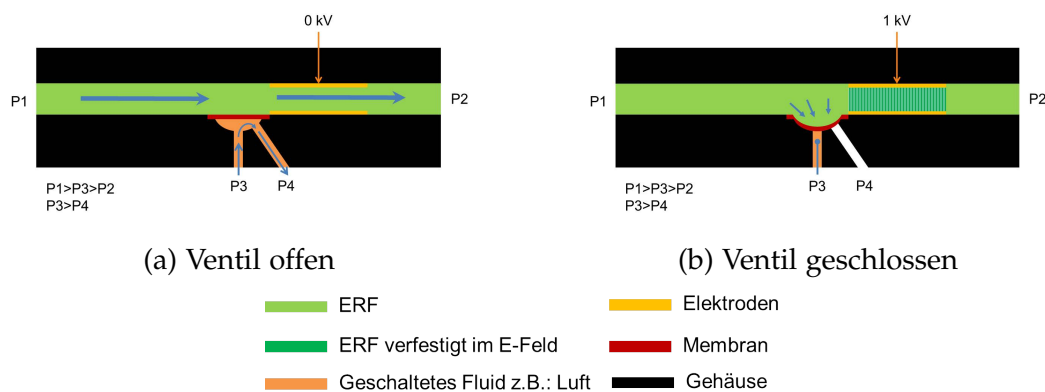 0 kV
P1
P2
P3
P4
P1>P3>P2
P3>P4
(a) Ventil offen
1 kV
P1
P2
P3
P4
P1>P3>P2
P3>P4
(b) Ventil geschlossen
ERF
Elektroden
ERF verfestigt im E-Feld
Membran
Geschaltetes Fluid z.B.: Luft
Gehäuse